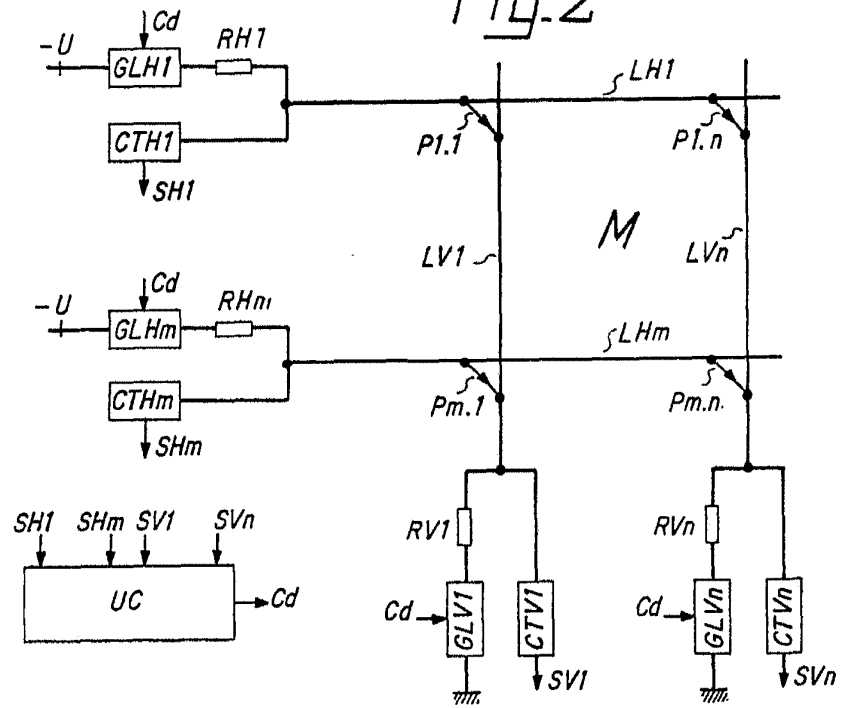 Fig. 2
Cd
RH1
-U
GLH1
LH1
CTH1
P1.1
P1.n
SH1
M
LV1
LVn
Cd
RHm
-U
GLHm
LHm
CTHm
Pm.1
Pm.n.
SHm
SH1 SHm SV1 SVn
RV1
RVn
UC
Cd
Cd
GLV1
CTV1
Cd
GLVn
CTVn
SV1
SVn